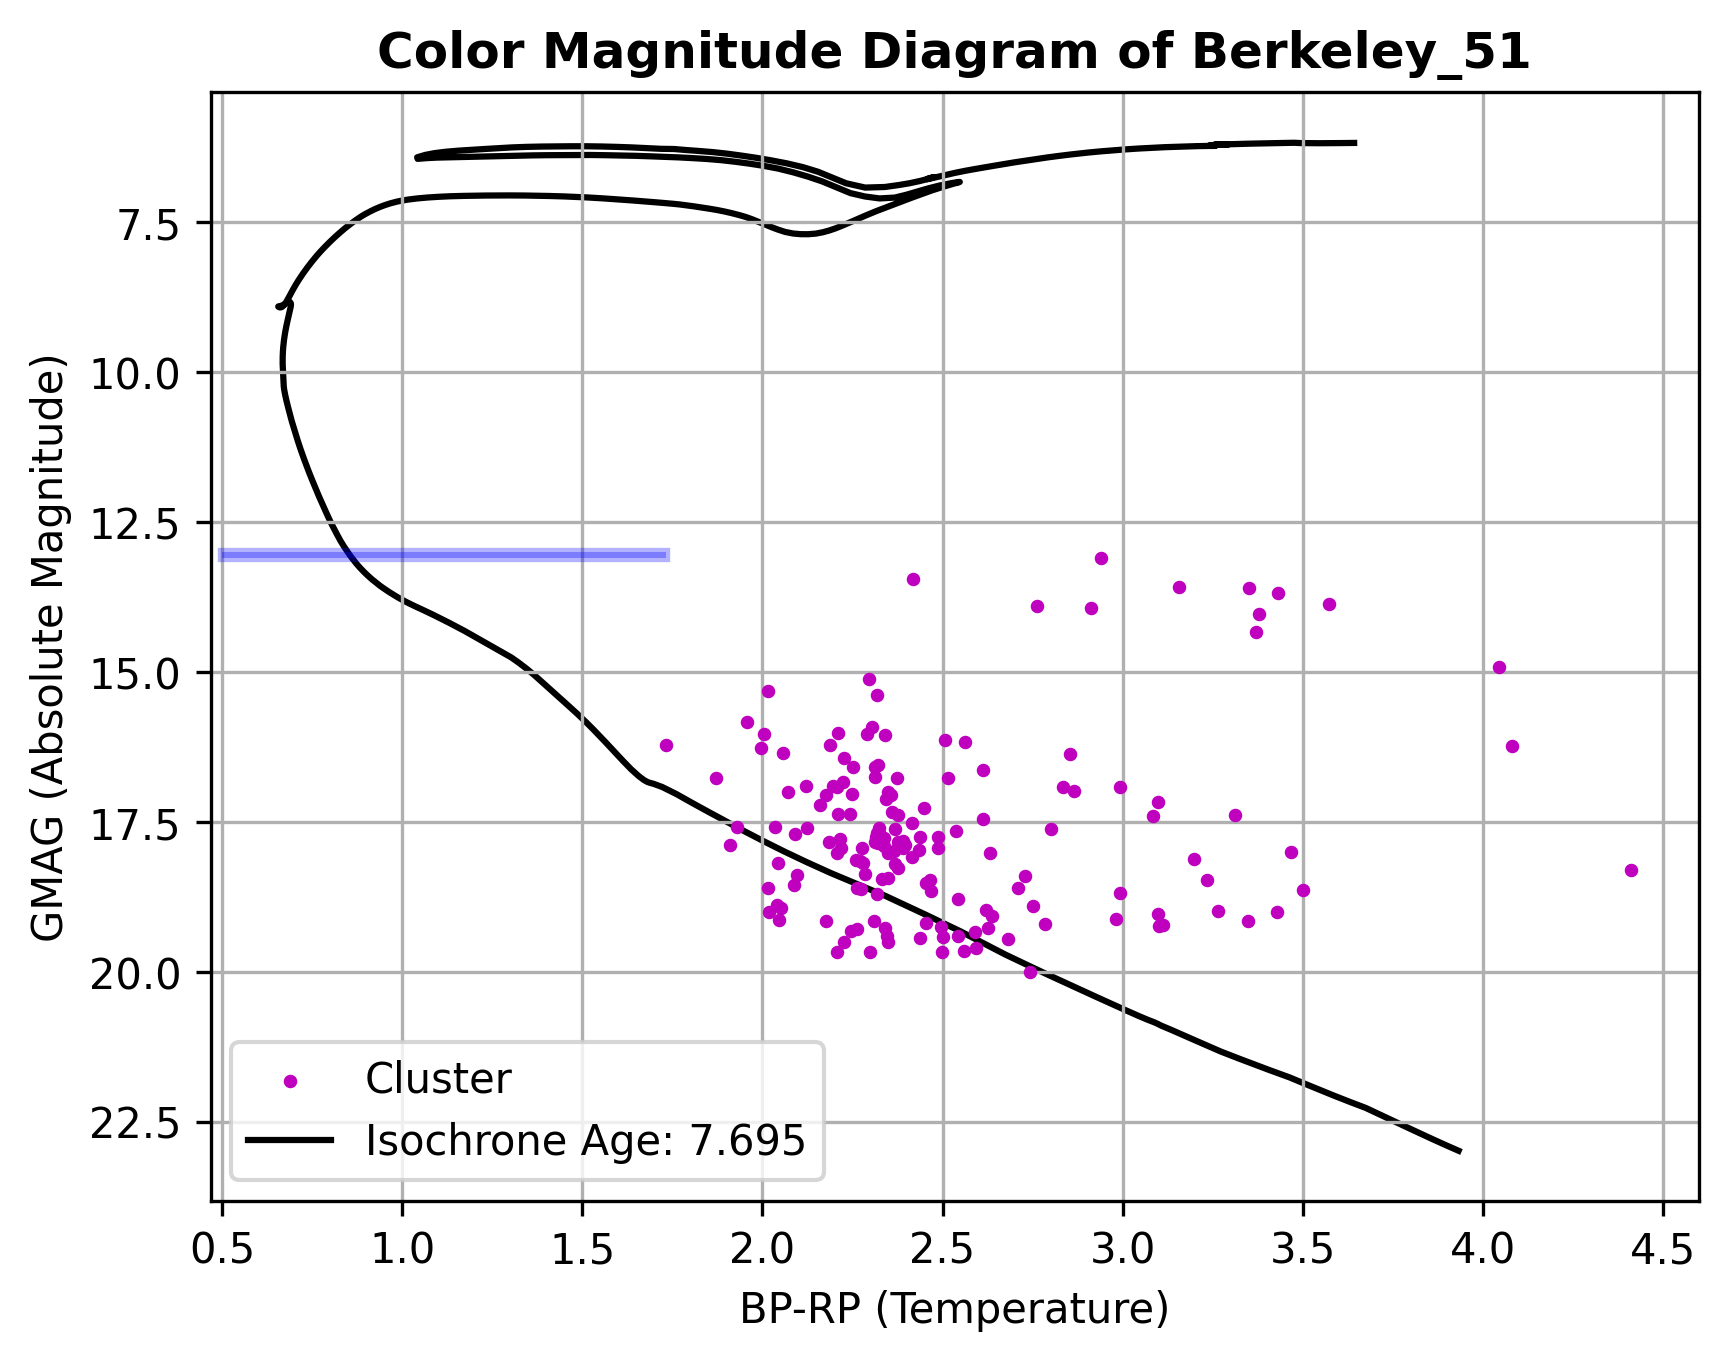 Color Magnitude Diagram of Berkeley_51
GMAG (Absolute Magnitude)
7.5
10.0
12.5
15.0
17.5
20.0
22.5
Cluster
Isochrone Age: 7.695
0.5 1.0 1.5 2.0 2.5 3.0 3.5 4.0 4.5
BP-RP (Temperature)